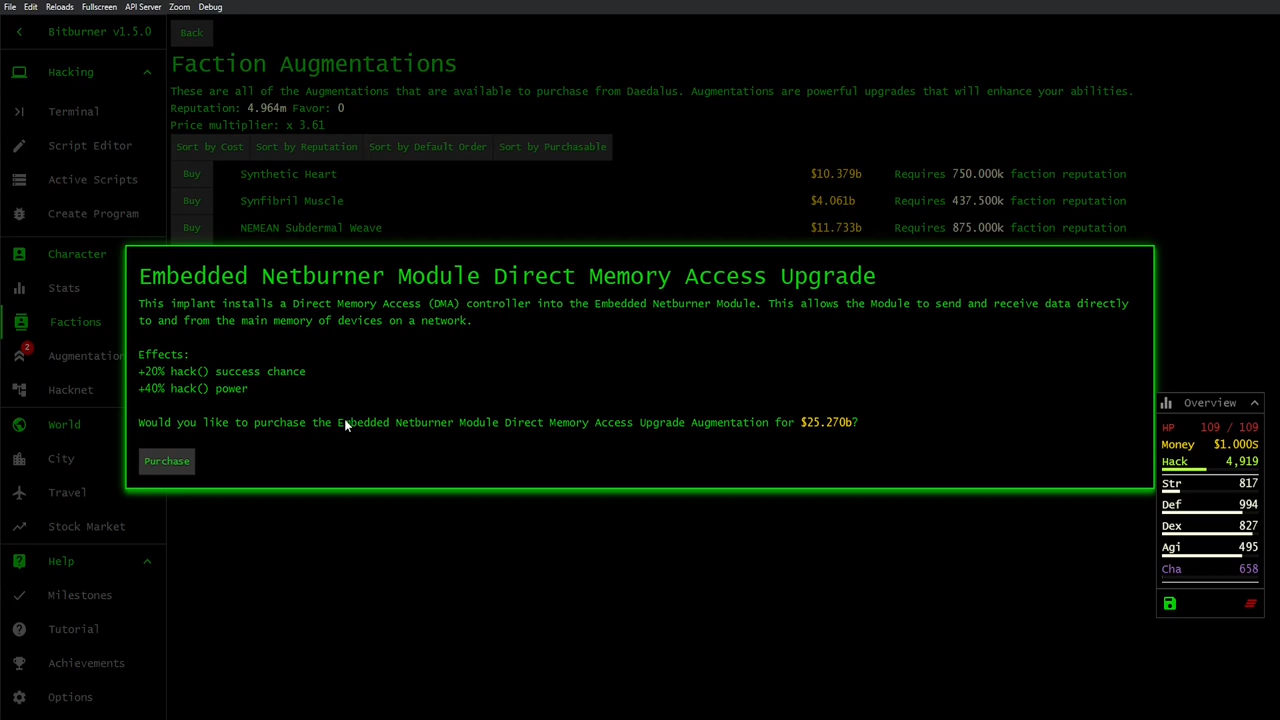 File Edit Reloads Fullscreen API Server Zoom Debug
Bitburner v1.5.0
Hacking
Terminal
Script Editor
Active Scripts
Create Program
Character
Stats
Factions
2
Augmentation
Hacknet
World
City
Travel
Stock Market
Help
Milestones
Tutorial
Achievements
Options
Back
Faction Augmentations
These are all of the Augmentations that are available to purchase from Daedalus. Augmentations are powerful upgrades that will enhance your abilities.
Reputation: 4.964m Favor: 0
Price multiplier: x 3.61
Sort by Cost Sort by Reputation Sort by Default Order Sort by Purchasable
Buy Synthetic Heart $10.379b Requires 750.000k faction reputation
Buy Synfibril Muscle $4.061b Requires 437.500k faction reputation
Buy NEMEAN Subdermal Weave $11.733b Requires 875.000k faction reputation
Embedded Netburner Module Direct Memory Access Upgrade
This implant installs a Direct Memory Access (DMA) controller into the Embedded Netburner Module. This allows the Module to send and receive data directly
to and from the main memory of devices on a network.
Effects:
+20% hack() success chance
+40% hack() power
Would you like to purchase the Embedded Netburner Module Direct Memory Access Upgrade Augmentation for $25.270b?
Purchase
Overview
HP 109 / 109
Money $1.000S
Hack 4,919
Str 817
Def 994
Dex 827
Agi 495
Cha 658